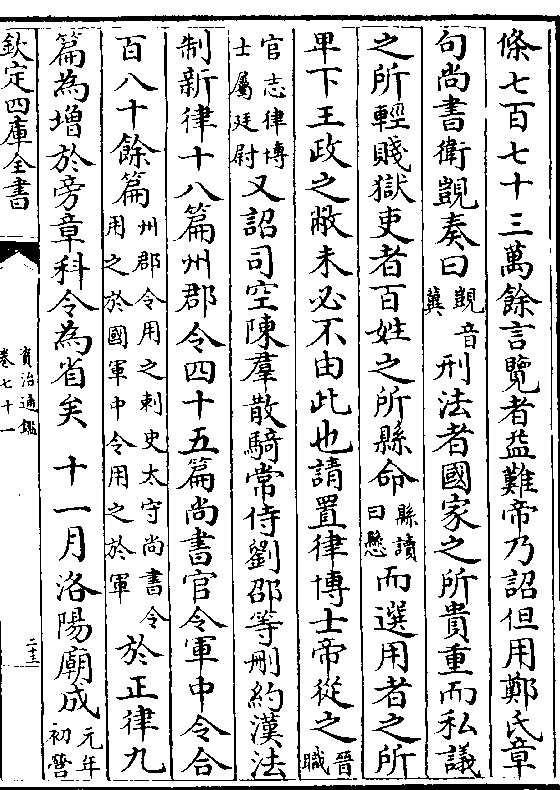 條七百七十三萬餘言覽者益難帝乃詔但用鄭氏章
句尚書衛覬奏曰覬音冀刑法者國家之所貴重而私議
之所輕賤獄吏者百姓之所縣命縣讀曰懸而選用者之所
卑下王政之敝未必不由此也請置律博士帝從之晉職
官志律博士屬廷尉又詔司空陳羣散騎常侍劉邵等刪約漢法
制新律十八篇州郡令四十五篇尚書官令軍中令合
百八十餘篇州郡令用之刺史太守尚書令用之於國軍中令用之於軍於正律九
篇為增於旁章科令為省矣　十一月洛陽廟成元年初營
欽定四庫全書
資治通鑑
卷七十一
二十三